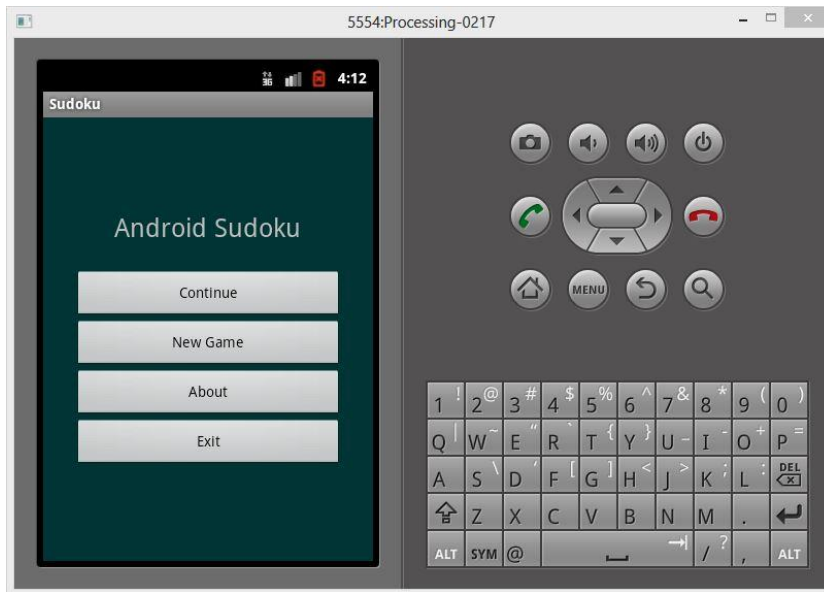 5554:Processing-0217
3G 4:12
Sudoku
Android Sudoku
Continue
New Game
About
Exit
MENU
1 ! 2 @ 3 # 4 $ 5 % 6 ^ 7 & 8 * 9 ( 0 )
Q | W ~ E " R ` T { Y } U _ I - O + P =
A S \ D ' F [ G ] H < J > K ; L : DEL
Z X C V B N M .
ALT SYM @ / ? , ALT